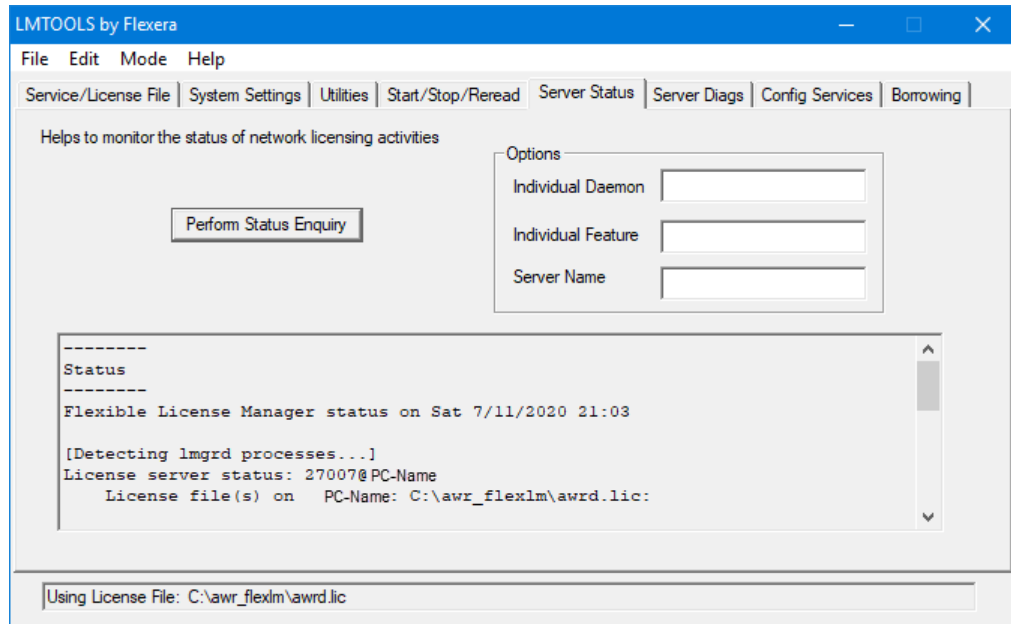 LMTOOLS by Flexera
File Edit Mode Help
Service/License File System Settings Utilities Start/Stop/Reread Server Status Server Diags Config Services Borrowing
Helps to monitor the status of network licensing activities
Options
Individual Daemon
Perform Status Enquiry
Individual Feature
Server Name
--------
Status
--------
Flexible License Manager status on Sat 7/11/2020 21:03
[Detecting lmgrd processes...]
License server status: 27007@PC-Name
License file(s) on PC-Name: C:\awr_flexlm\awrd.lic:
Using License File: C:\awr_flexlm\awrd.lic